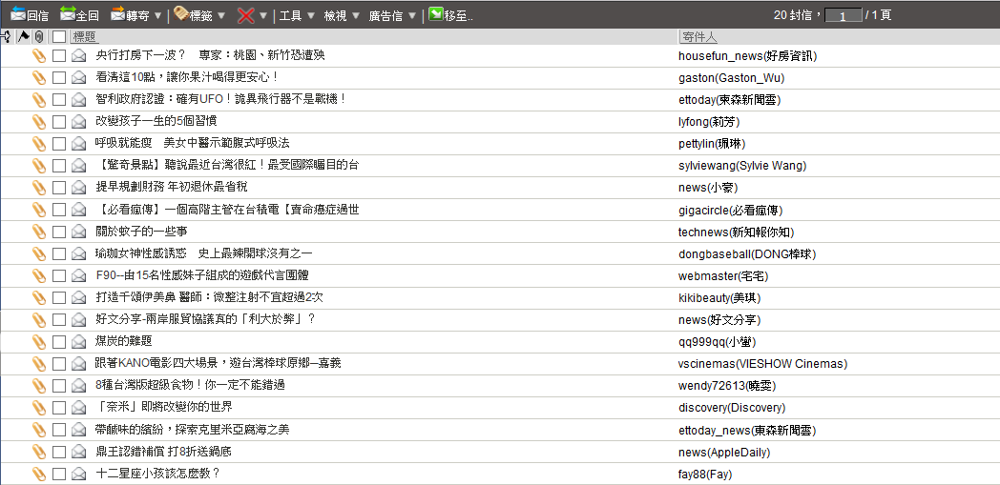 回信 全回 轉寄 標籤 工具 檢視 廣告信 移至.. 20 封信， 1 / 1 頁
標題 寄件人
央行打房下一波？ 專家：桃園、新竹恐遭殃 housefun_news(好房資訊)
看清這10點，讓你果汁喝得更安心！ gaston(Gaston_Wu)
智利政府認證：確有UFO！詭異飛行器不是戰機！ ettoday(東森新聞雲)
改變孩子一生的5個習慣 lyfong(莉芳)
呼吸就能瘦 美女中醫示範腹式呼吸法 pettylin(珮琳)
【驚奇景點】聽說最近台灣很紅！最受國際矚目的台 sylviewang(Sylvie Wang)
提早規劃財務 年初退休最省稅 news(小豪)
【必看瘋傳】一個高階主管在台積電【賣命癌症過世 gigacircle(必看瘋傳)
關於蚊子的一些事 technews(新知報你知)
瑜珈女神性感誘惑 史上最辣開球沒有之一 dongbaseball(DONG棒球)
F90--由15名性感妹子組成的遊戲代言團體 webmaster(宅宅)
打造千頌伊美鼻 醫師：微整注射不宜超過2次 kikibeauty(美琪)
好文分享-兩岸服貿協議真的「利大於弊」？ news(好文分享)
煤炭的難題 qq999qq(小螢)
跟著KANO電影四大場景，遊台灣棒球原鄉─嘉義 vscinemas(VIESHOW Cinemas)
8種台灣版超級食物！你一定不能錯過 wendy72613(曉雯)
「奈米」即將改變你的世界 discovery(Discovery)
帶鹹味的繽紛，探索克里米亞腐海之美 ettoday_news(東森新聞雲)
鼎王認錯補償 打8折送鍋底 news(AppleDaily)
十二星座小孩該怎麼教？ fay88(Fay)